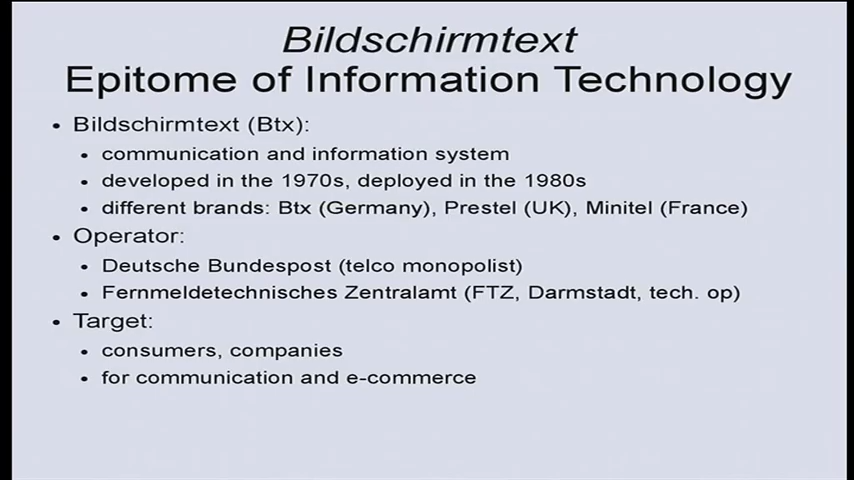 Bildschirmtext
Epitome of Information Technology
• Bildschirmtext (Btx):
• communication and information system
• developed in the 1970s, deployed in the 1980s
• different brands: Btx (Germany), Prestel (UK), Minitel (France)
• Operator:
• Deutsche Bundespost (telco monopolist)
• Fernmeldetechnisches Zentralamt (FTZ, Darmstadt, tech. op)
• Target:
• consumers, companies
• for communication and e-commerce